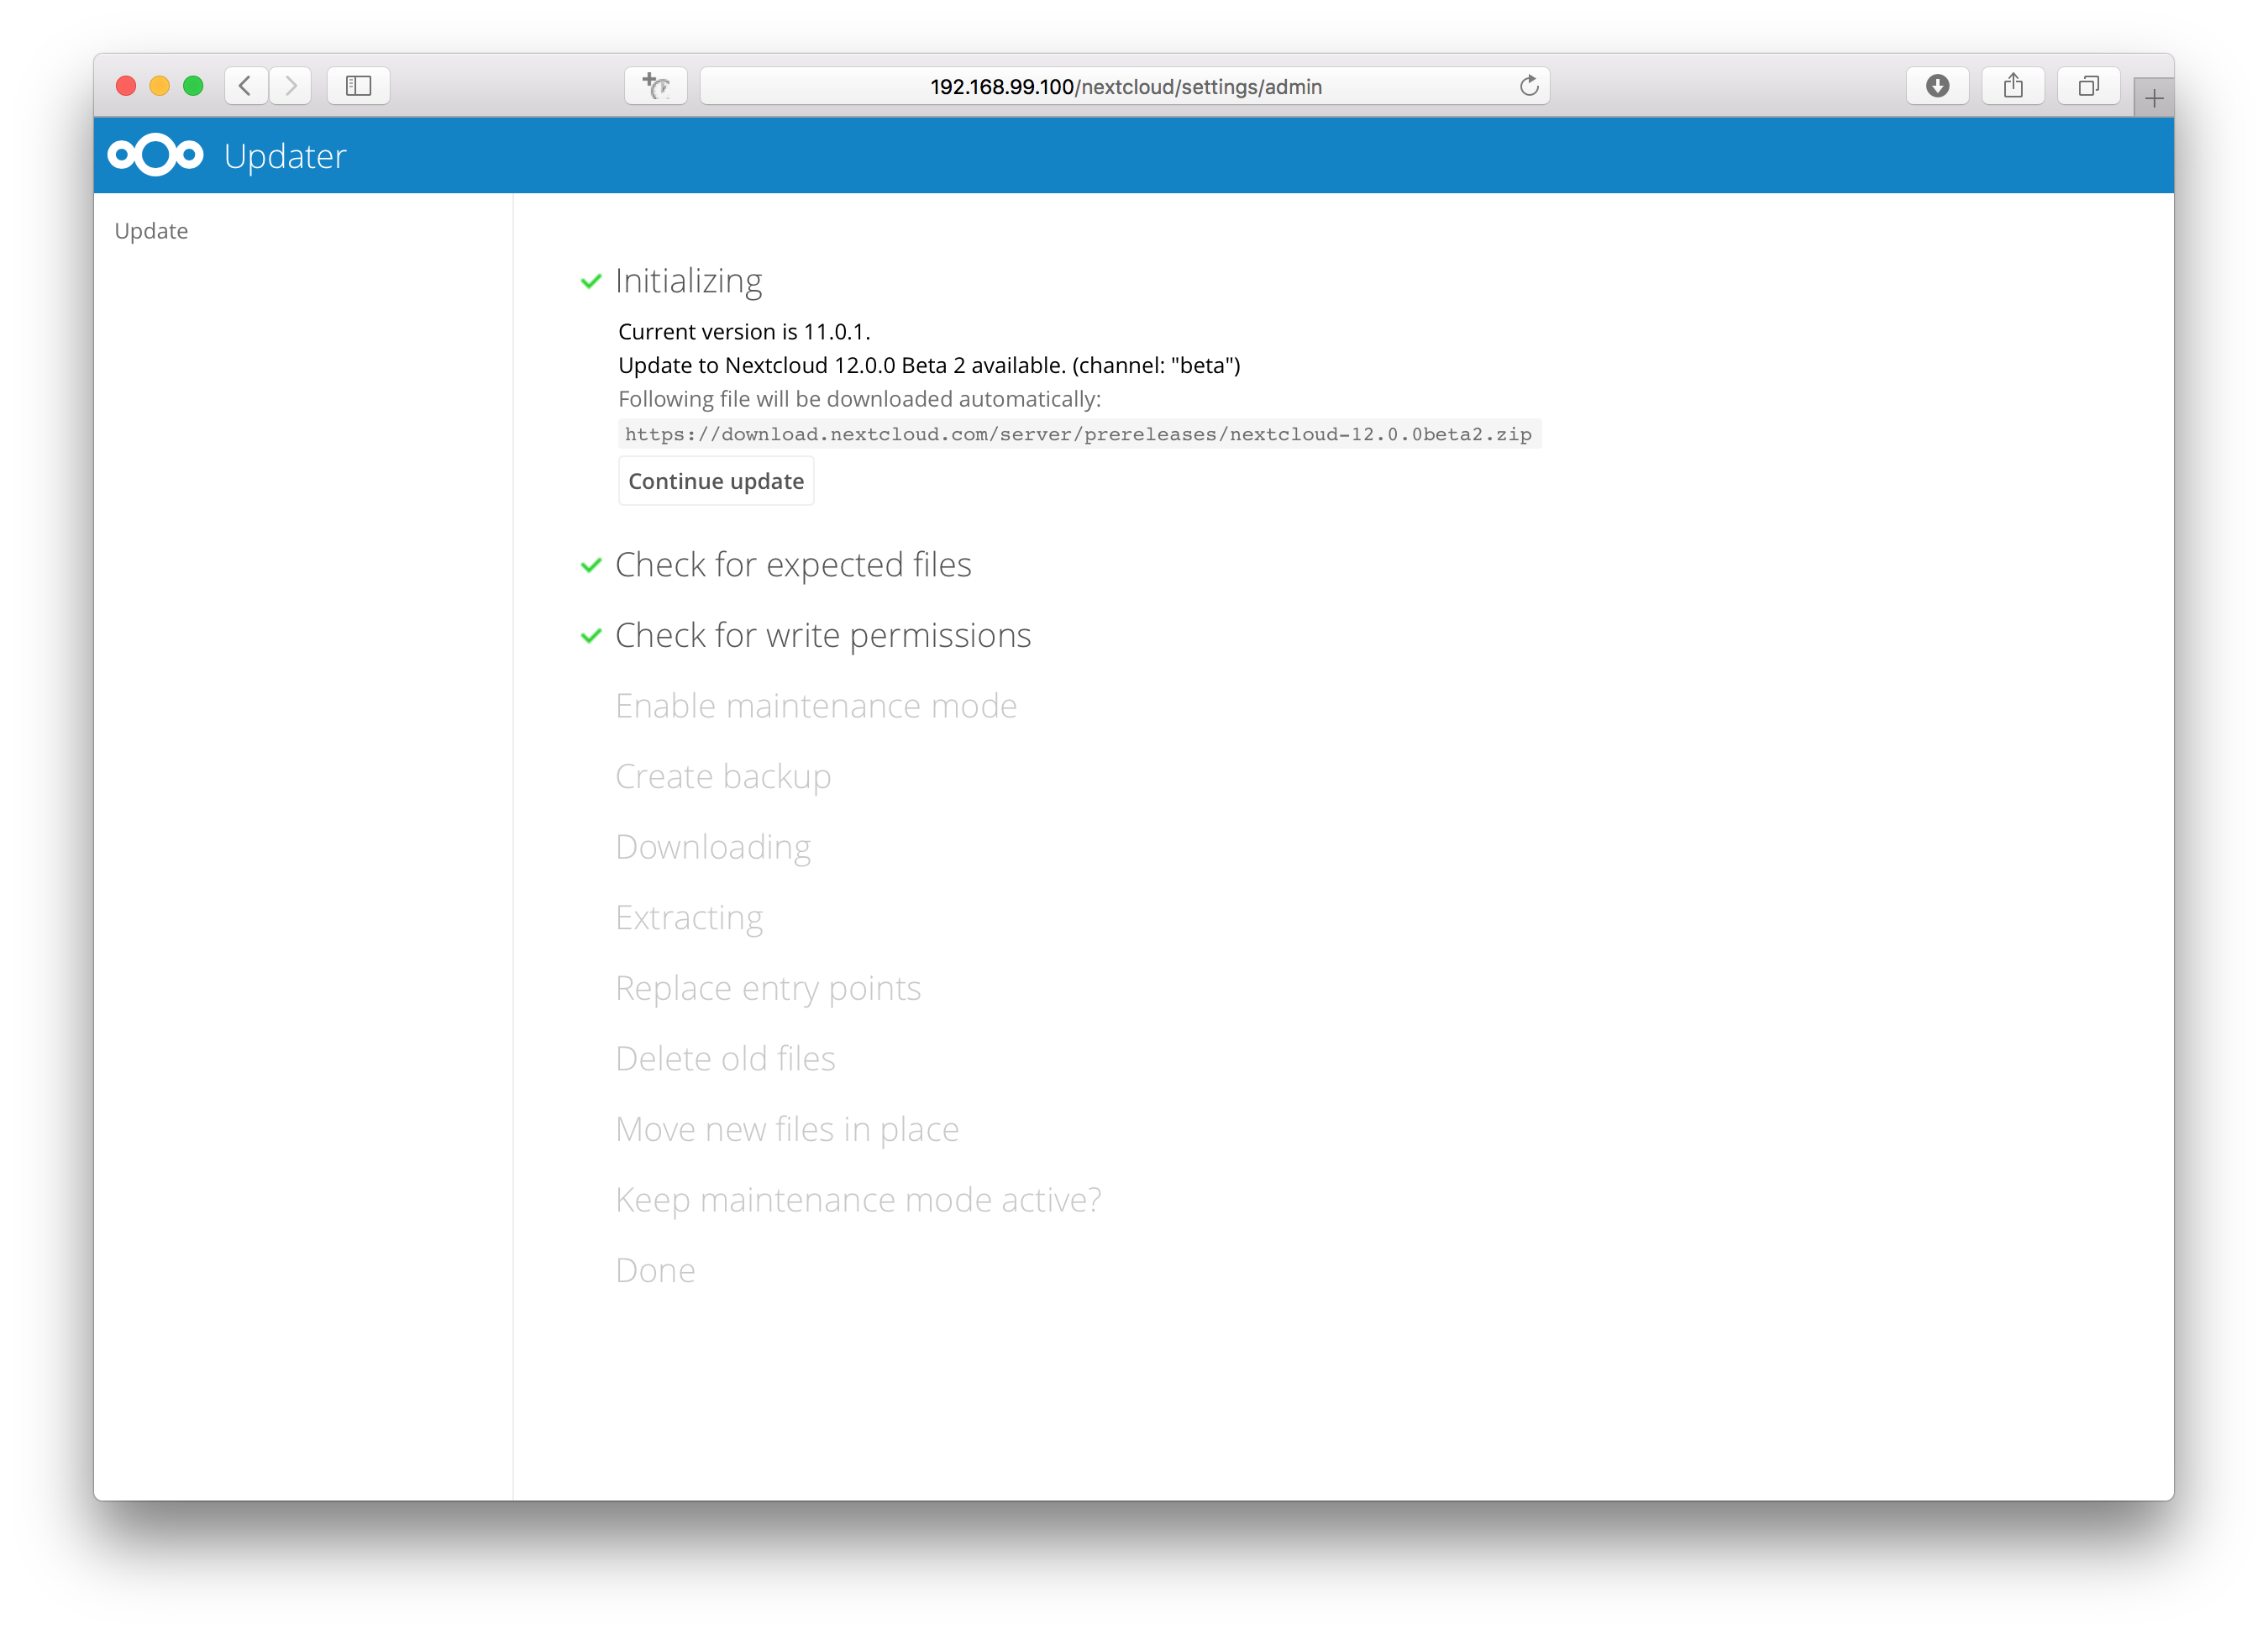 192.168.99.100/nextcloud/settings/admin
Updater
Update
Initializing
Current version is 11.0.1.
Update to Nextcloud 12.0.0 Beta 2 available. (channel: "beta")
Following file will be downloaded automatically:
https://download.nextcloud.com/server/prereleases/nextcloud-12.0.0beta2.zip
Continue update
Check for expected files
Check for write permissions
Enable maintenance mode
Create backup
Downloading
Extracting
Replace entry points
Delete old files
Move new files in place
Keep maintenance mode active?
Done